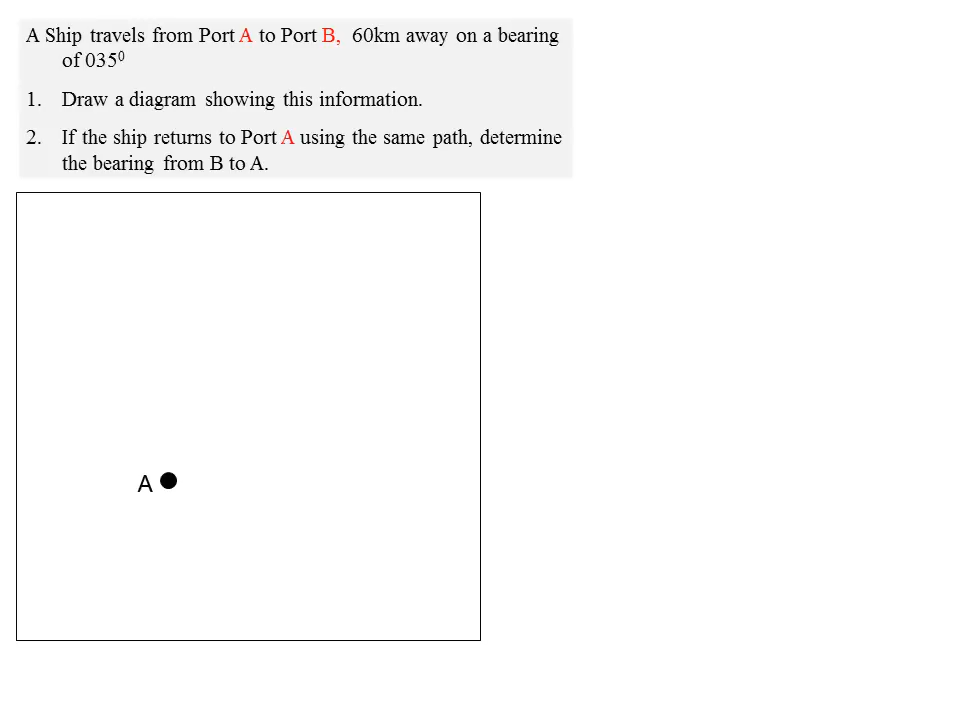 A Ship travels from Port A to Port B, 60km away on a bearing
of 035⁰
1. Draw a diagram showing this information.
2. If the ship returns to Port A using the same path, determine
the bearing from B to A.
A